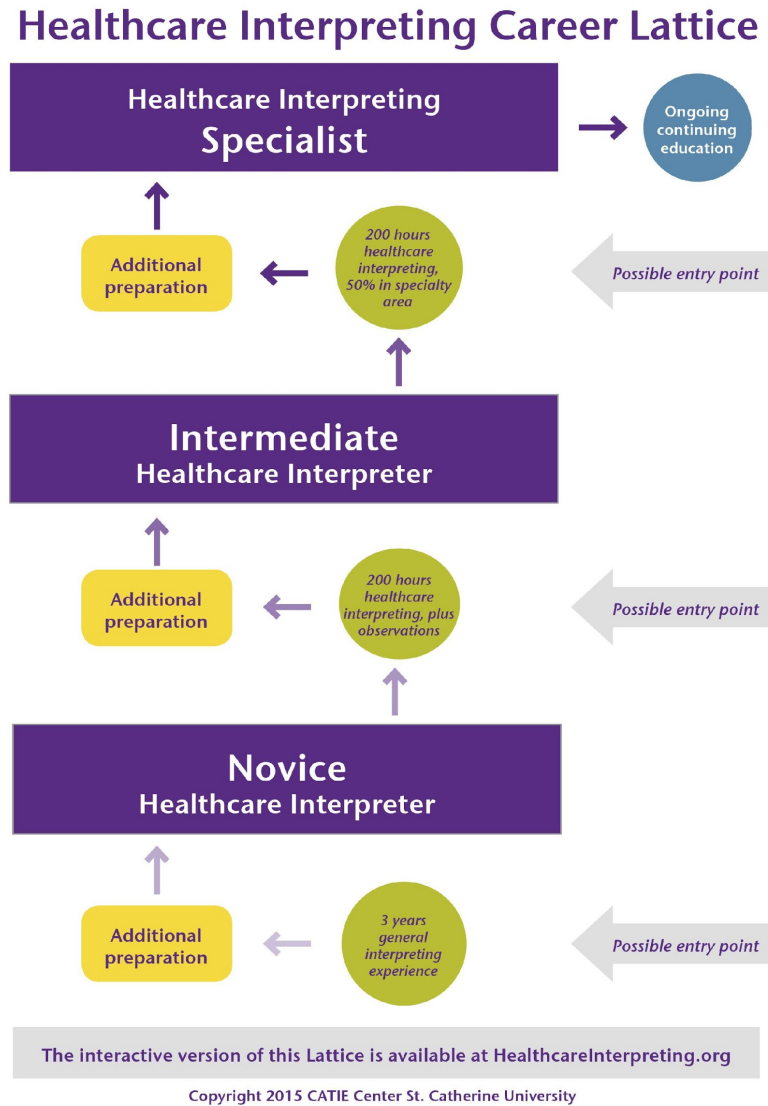 Healthcare Interpreting Career Lattice
Healthcare Interpreting
Specialist
Ongoing
continuing
education
Additional
preparation
200 hours
healthcare
interpreting,
50% in specialty
area
Possible entry point
Intermediate
Healthcare Interpreter
Additional
preparation
200 hours
healthcare
interpreting, plus
observations
Possible entry point
Novice
Healthcare Interpreter
Additional
preparation
3 years
general
interpreting
experience
Possible entry point
The interactive version of this Lattice is available at HealthcareInterpreting.org
Copyright 2015 CATIE Center St. Catherine University